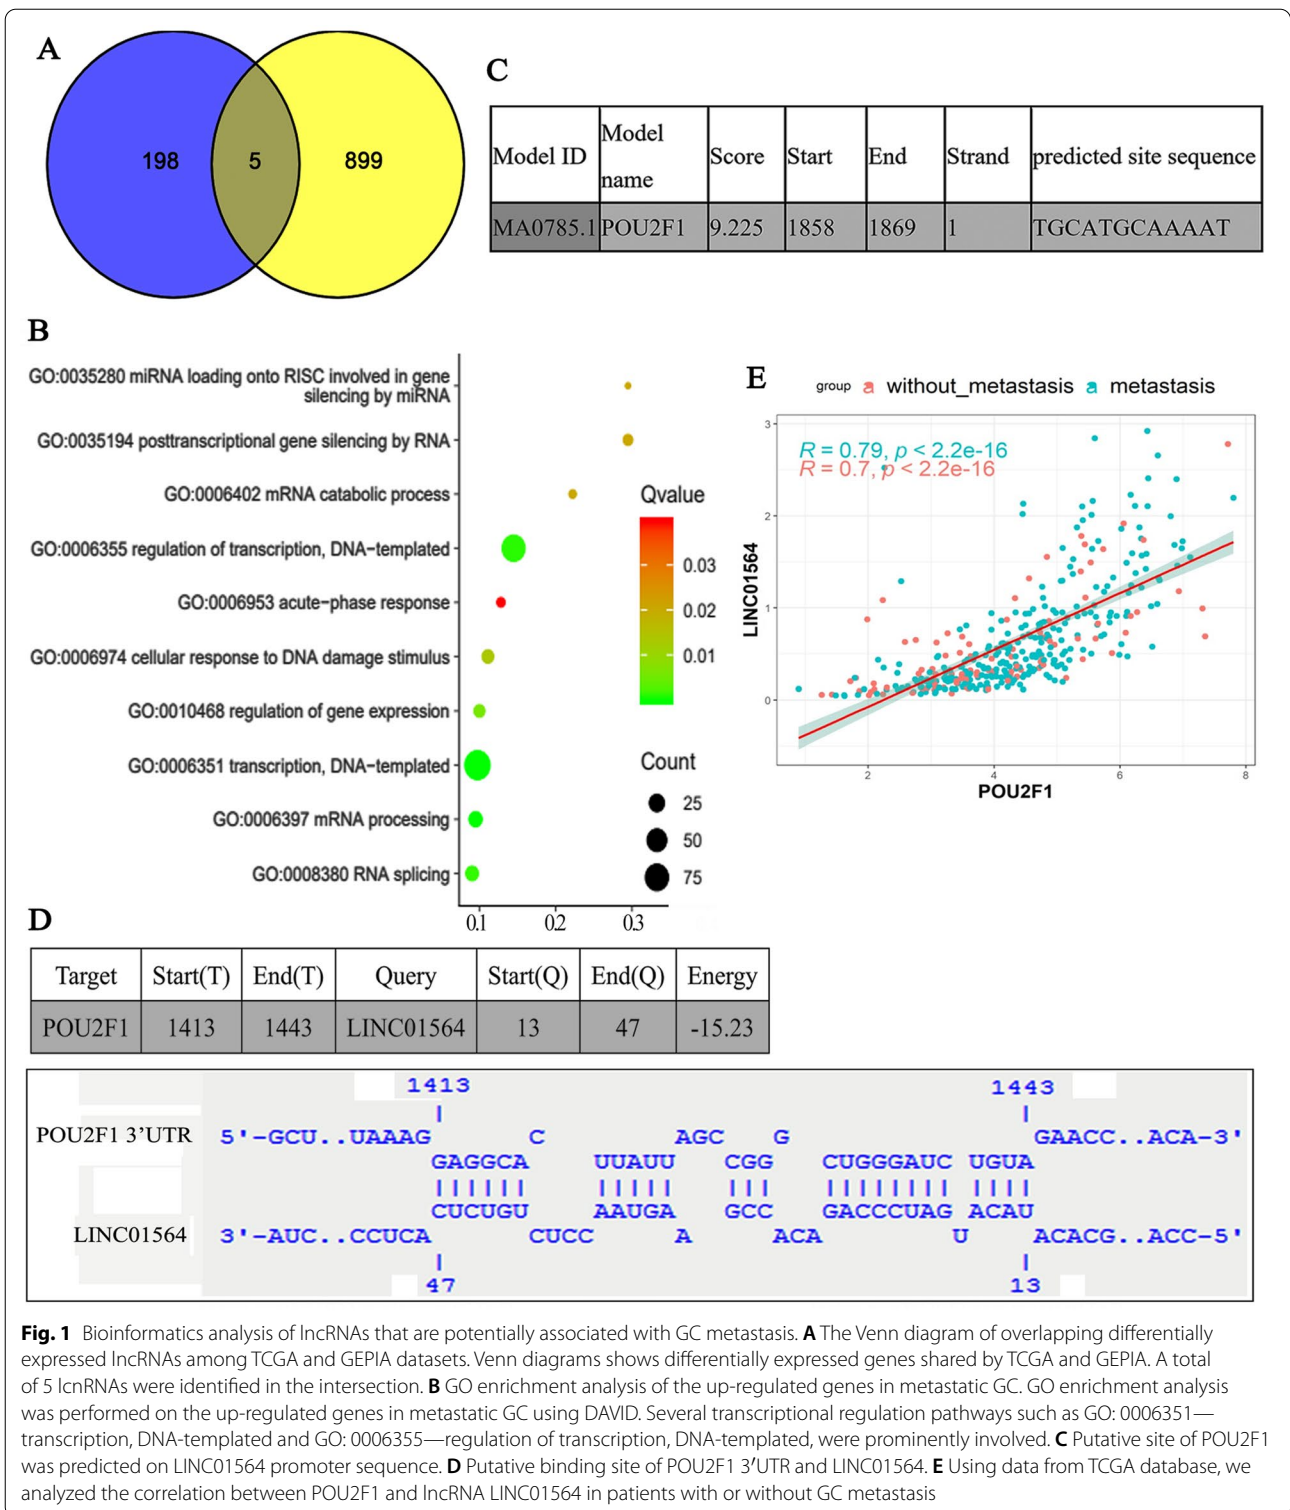 A
198
5
899
C
Model ID
Model name
Score
Start
End
Strand
predicted site sequence
MA0785.1
POU2F1
9.225
1858
1869
1
TGCATGCAAAAT
B
GO:0035280 miRNA loading onto RISC involved in gene
silencing by miRNA
GO:0035194 posttranscriptional gene silencing by RNA
GO:0006402 mRNA catabolic process
GO:0006355 regulation of transcription, DNA-templated
GO:0006953 acute-phase response
GO:0006974 cellular response to DNA damage stimulus
GO:0010468 regulation of gene expression
GO:0006351 transcription, DNA-templated
GO:0006397 mRNA processing
GO:0008380 RNA splicing
0.1 0.2 0.3
Qvalue
0.03
0.02
0.01
Count
25
50
75
E
group a without_metastasis a metastasis
R = 0.79, p < 2.2e-16
R = 0.7, p < 2.2e-16
LINC01564
3
2
1
0
2 4 6 8
POU2F1
D
Target Start(T) End(T) Query Start(Q) End(Q) Energy
POU2F1 1413 1443 LINC01564 13 47 -15.23
1413 1443
POU2F1 3'UTR 5'-GCU..UAAAG C AGC G GAACC..ACA-3'
GAGGCA UUAUU CGG CUGGGAUC UGUA
CUCUGU AAUGA GCC GACCCUAG ACAU
LINC01564 3'-AUC..CCUCA CUCC A ACA U ACACG..ACC-5'
47 13
Fig. 1 Bioinformatics analysis of lncRNAs that are potentially associated with GC metastasis. A The Venn diagram of overlapping differentially
expressed lncRNAs among TCGA and GEPIA datasets. Venn diagrams shows differentially expressed genes shared by TCGA and GEPIA. A total
of 5 lcnRNAs were identified in the intersection. B GO enrichment analysis of the up-regulated genes in metastatic GC. GO enrichment analysis
was performed on the up-regulated genes in metastatic GC using DAVID. Several transcriptional regulation pathways such as GO: 0006351—
transcription, DNA-templated and GO: 0006355—regulation of transcription, DNA-templated, were prominently involved. C Putative site of POU2F1
was predicted on LINC01564 promoter sequence. D Putative binding site of POU2F1 3′UTR and LINC01564. E Using data from TCGA database, we
analyzed the correlation between POU2F1 and lncRNA LINC01564 in patients with or without GC metastasis